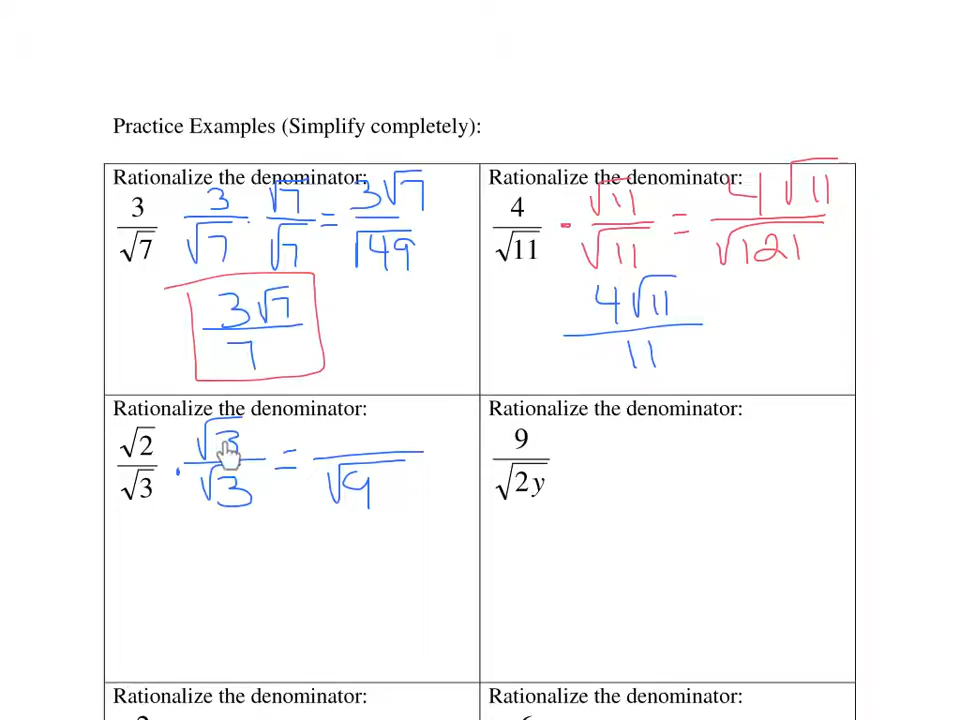 Practice Examples (Simplify completely):
Rationalize the denominator:
3/√7 3/√7 · √7/√7 = 3√7/√49
3√7/7
Rationalize the denominator:
4/√11 · √11/√11 = 4√11/√121
4√11/11
Rationalize the denominator:
√2/√3 · √3/√3 = /√9
Rationalize the denominator:
9/√2y
Rationalize the denominator:
Rationalize the denominator: